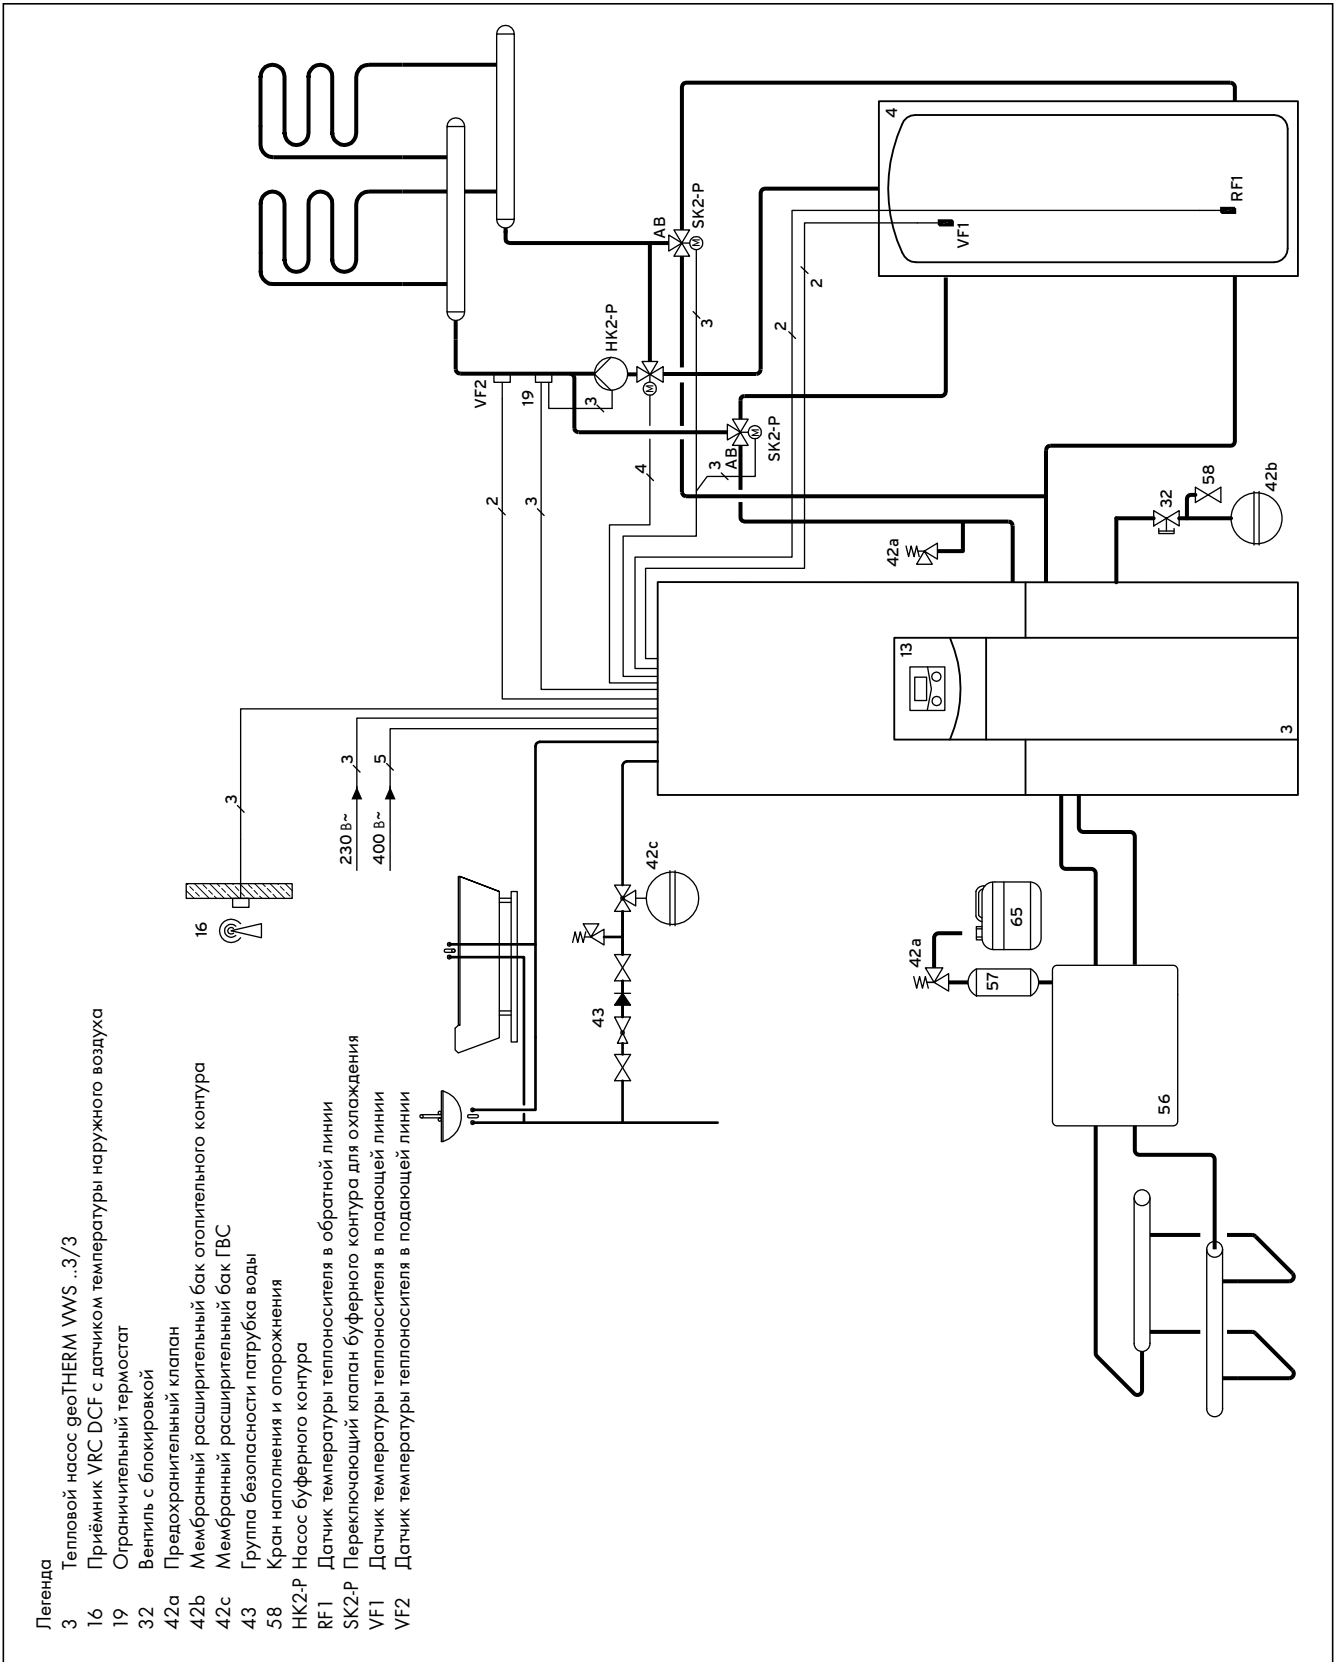 Легенда
3 Тепловой насос geoTHERM VWS ..3/3
16 Приёмник VRC DCF с датчиком температуры наружного воздуха
19 Ограничительный термостат
32 Вентиль с блокировкой
42a Предохранительный клапан
42b Мембранный расширительный бак отопительного контура
42c Мембранный расширительный бак ГВС
43 Группа безопасности патрубка воды
58 Кран наполнения и опорожнения
HK2-P Насос буферного контура
RF1 Датчик температуры теплоносителя в обратной линии
SK2-P Переключающий клапан буферного контура для охлаждения
VF1 Датчик температуры теплоносителя в подающей линии
VF2 Датчик температуры теплоносителя в подающей линии
16
3
230 В~
3
400 В~
5
43
42c
VF2
19
2
3
3
HK2-P
M
4
AB
SK2-P
M
3
AB
SK2-P
M
3
2
2
4
VF1
RF1
42a
32
58
42b
13
3
42a
57
65
56